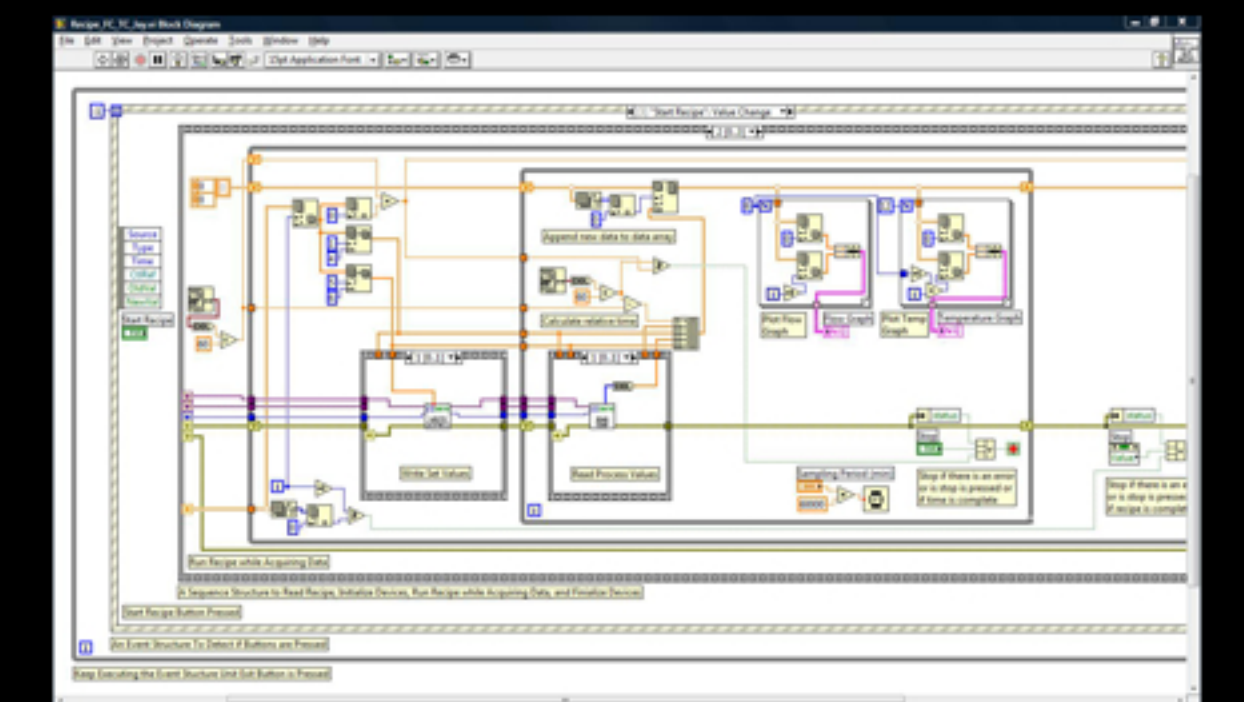 Recipe_FC_TC_Jay.vi Block Diagram
File Edit View Project Operate Tools Window Help
15pt Application Font
"Start Recipe": Value Change
Source
Type
Time
CtlRef
OldVal
NewVal
Start Recipe
Append new data to data array
Calculate relative time
Plot Flow
Graph
Flow Graph
Plot Temp
Graph
Temperature Graph
60
60
Write Set Values
Read Process Values
status
Stop
Sampling Period (min)
60000
Stop if there is an error
or is stop is pressed or
if time is complete
status
Stop
Value
Stop if there is an e
or is stop is presse
if recipe is complet
Run Recipe while Acquiring Data
A Sequence Structure to Read Recipe, Initialize Devices, Run Recipe while Acquiring Data, and Finalize Devices
Start Recipe Button Pressed
An Event Structure To Detect if Buttons are Pressed
Keep Executing the Event Structure Unit Exit Button is Pressed